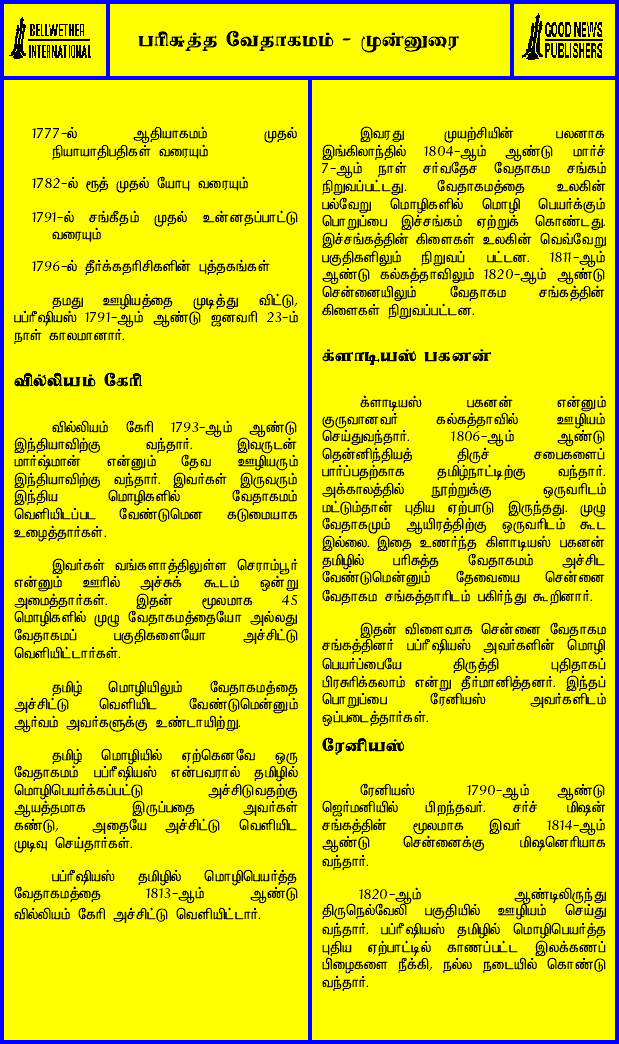 BELLWETHER
INTERNATIONAL
பரிசுத்த வேதாகமம் - முன்னுரை
GOOD NEWS
PUBLISHERS
1777-ல் ஆதியாகமம் முதல்
நியாயாதிபதிகள் வரையும்
1782-ல் ரூத் முதல் யோபு வரையும்
1791-ல் சங்கீதம் முதல் உன்னதப்பாட்டு
வரையும்
1796-ல் தீர்க்கதரிசிகளின் புத்தகங்கள்
தமது ஊழியத்தை முடித்து விட்டு,
பப்ரீஷியஸ் 1791-ஆம் ஆண்டு ஜனவரி 23-ம்
நாள் காலமானார்.
வில்லியம் கேரி
வில்லியம் கேரி 1793-ஆம் ஆண்டு
இந்தியாவிற்கு வந்தார். இவருடன்
மார்ஷ்மான் என்னும் தேவ ஊழியரும்
இந்தியாவிற்கு வந்தார். இவர்கள் இருவரும்
இந்திய மொழிகளில் வேதாகமம்
வெளியிடப்பட வேண்டுமென கடுமையாக
உழைத்தார்கள்.
இவர்கள் வங்களாத்திலுள்ள செராம்பூர்
என்னும் ஊரில் அச்சுக் கூடம் ஒன்று
அமைத்தார்கள். இதன் மூலமாக 45
மொழிகளில் முழு வேதாகமத்தையோ அல்லது
வேதாகமப் பகுதிகளையோ அச்சிட்டு
வெளியிட்டார்கள்.
தமிழ் மொழியிலும் வேதாகமத்தை
அச்சிட்டு வெளியிட வேண்டுமென்னும்
ஆர்வம் அவர்களுக்கு உண்டாயிற்று.
தமிழ் மொழியில் ஏற்கெனவே ஒரு
வேதாகமம் பப்ரீஷியஸ் என்பவரால் தமிழில்
மொழிபெயர்க்கப்பட்டு அச்சிடுவதற்கு
ஆயத்தமாக இருப்பதை அவர்கள்
கண்டு, அதையே அச்சிட்டு வெளியிட
முடிவு செய்தார்கள்.
பப்ரீஷியஸ் தமிழில் மொழிபெயர்த்த
வேதாகமத்தை 1813-ஆம் ஆண்டு
வில்லியம் கேரி அச்சிட்டு வெளியிட்டார்.
இவரது முயற்சியின் பலனாக
இங்கிலாந்தில் 1804-ஆம் ஆண்டு மார்ச்
7-ஆம் நாள் சர்வதேச வேதாகம சங்கம்
நிறுவப்பட்டது. வேதாகமத்தை உலகின்
பல்வேறு மொழிகளில் மொழி பெயர்க்கும்
பொறுப்பை இச்சங்கம் ஏற்றுக் கொண்டது.
இச்சங்கத்தின் கிளைகள் உலகின் வெவ்வேறு
பகுதிகளிலும் நிறுவப் பட்டன. 1811-ஆம்
ஆண்டு கல்கத்தாவிலும் 1820-ஆம் ஆண்டு
சென்னையிலும் வேதாகம சங்கத்தின்
கிளைகள் நிறுவப்பட்டன.
க்ளாடியஸ் பகனன்
க்ளாடியஸ் பகனன் என்னும்
குருவானவர் கல்கத்தாவில் ஊழியம்
செய்துவந்தார். 1806-ஆம் ஆண்டு
தென்னிந்தியத் திருச் சபைகளைப்
பார்ப்பதற்காக தமிழ்நாட்டிற்கு வந்தார்.
அக்காலத்தில் நூற்றுக்கு ஒருவரிடம்
மட்டும்தான் புதிய ஏற்பாடு இருந்தது. முழு
வேதாகமும் ஆயிரத்திற்கு ஒருவரிடம் கூட
இல்லை. இதை உணர்ந்த கிளாடியஸ் பகனன்
தமிழில் பரிசுத்த வேதாகமம் அச்சிட
வேண்டுமென்னும் தேவையை சென்னை
வேதாகம சங்கத்தாரிடம் பகிர்ந்து கூறினார்.
இதன் விளைவாக சென்னை வேதாகம
சங்கத்தினர் பப்ரீஷியஸ் அவர்களின் மொழி
பெயர்ப்பையே திருத்தி புதிதாகப்
பிரசுரிக்கலாம் என்று தீர்மானித்தனர். இந்தப்
பொறுப்பை ரேனியஸ் அவர்களிடம்
ஒப்படைத்தார்கள்.
ரேனியஸ்
ரேனியஸ் 1790-ஆம் ஆண்டு
ஜெர்மனியில் பிறந்தவர். சர்ச் மிஷன்
சங்கத்தின் மூலமாக இவர் 1814-ஆம்
ஆண்டு சென்னைக்கு மிஷனெரியாக
வந்தார்.
1820-ஆம் ஆண்டிலிருந்து
திருநெல்வேலி பகுதியில் ஊழியம் செய்து
வந்தார். பப்ரீஷியஸ் தமிழில் மொழிபெயர்த்த
புதிய ஏற்பாட்டில் காணப்பட்ட இலக்கணப்
பிழைகளை நீக்கி, நல்ல நடையில் கொண்டு
வந்தார்.